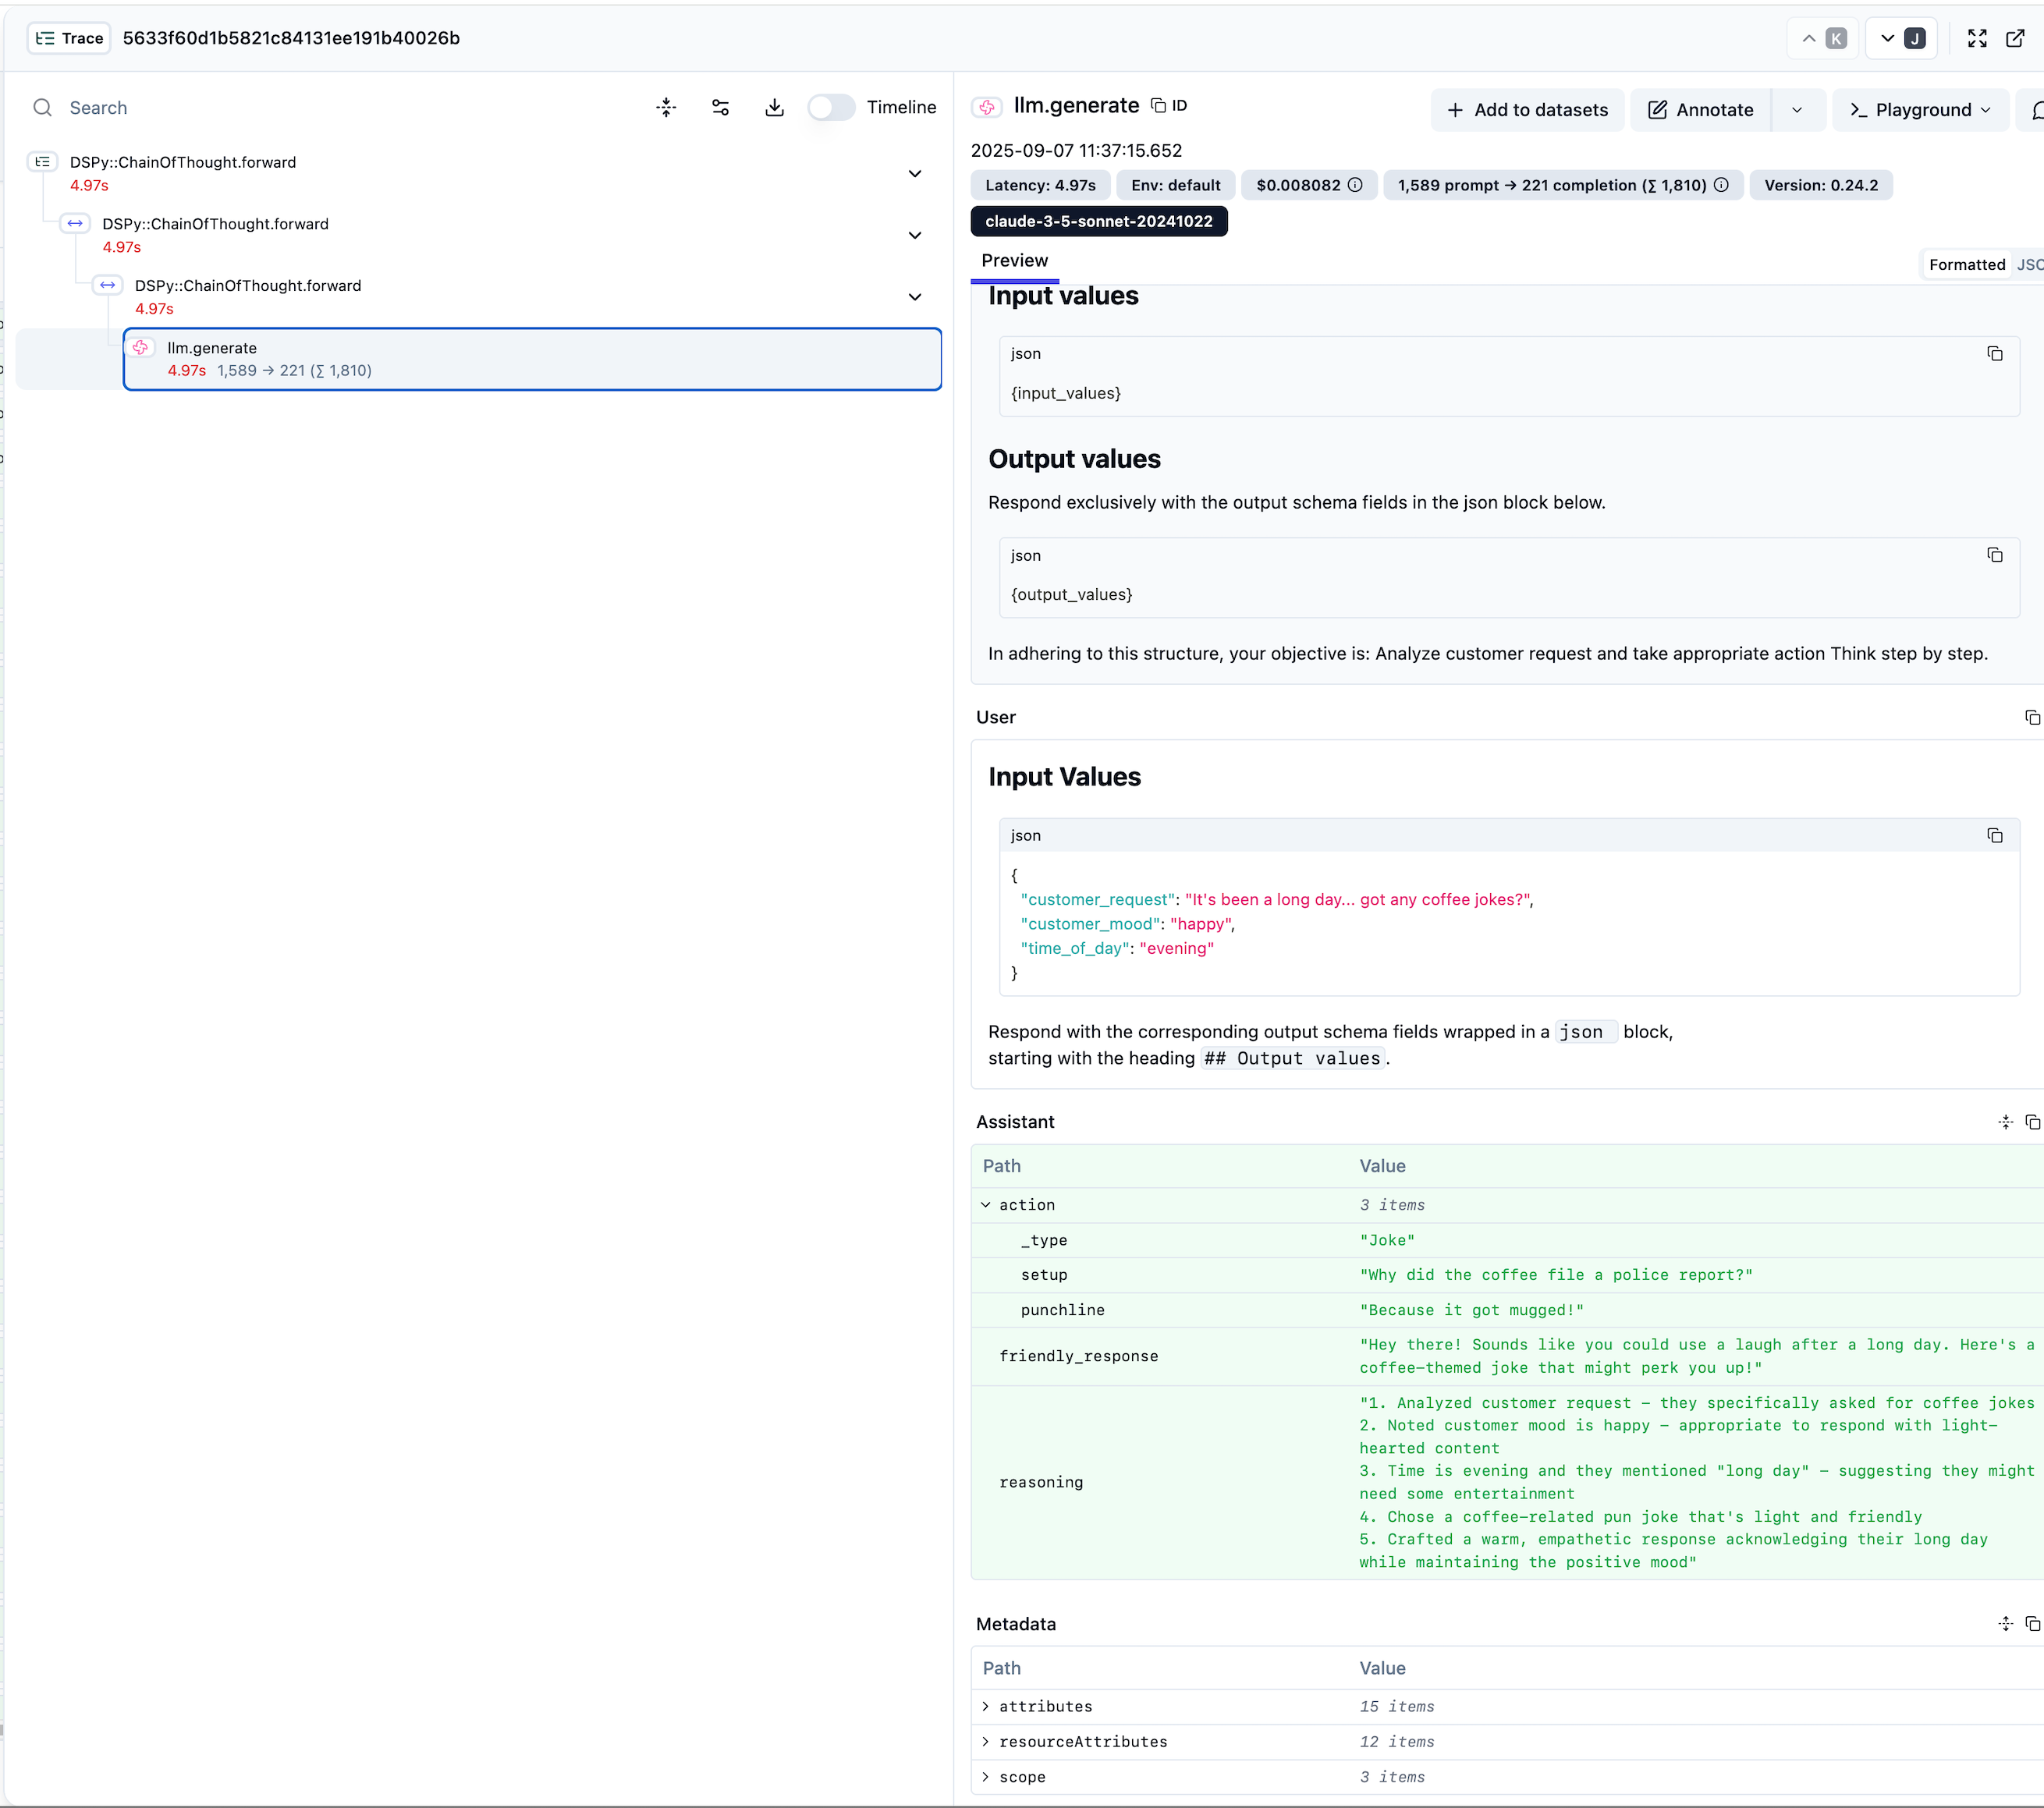 Trace 5633f60d1b5821c84131ee191b40026b
K
J
Search
Timeline
DSPy::ChainOfThought.forward
4.97s
DSPy::ChainOfThought.forward
4.97s
DSPy::ChainOfThought.forward
4.97s
llm.generate
4.97s 1,589 → 221 (∑ 1,810)
llm.generate ID
Add to datasets
Annotate
Playground
2025-09-07 11:37:15.652
Latency: 4.97s
Env: default
$0.008082
1,589 prompt → 221 completion (∑ 1,810)
Version: 0.24.2
claude-3-5-sonnet-20241022
Preview
Formatted
Input values
json
{input_values}
Output values
Respond exclusively with the output schema fields in the json block below.
json
{output_values}
In adhering to this structure, your objective is: Analyze customer request and take appropriate action Think step by step.
User
Input Values
json
{
"customer_request": "It's been a long day... got any coffee jokes?",
"customer_mood": "happy",
"time_of_day": "evening"
}
Respond with the corresponding output schema fields wrapped in a json block,
starting with the heading ## Output values.
Assistant
Path Value
action 3 items
_type "Joke"
setup "Why did the coffee file a police report?"
punchline "Because it got mugged!"
friendly_response "Hey there! Sounds like you could use a laugh after a long day. Here's a
coffee-themed joke that might perk you up!"
reasoning "1. Analyzed customer request – they specifically asked for coffee jokes
2. Noted customer mood is happy – appropriate to respond with light-
hearted content
3. Time is evening and they mentioned "long day" – suggesting they might
need some entertainment
4. Chose a coffee-related pun joke that's light and friendly
5. Crafted a warm, empathetic response acknowledging their long day
while maintaining the positive mood"
Metadata
Path Value
attributes 15 items
resourceAttributes 12 items
scope 3 items